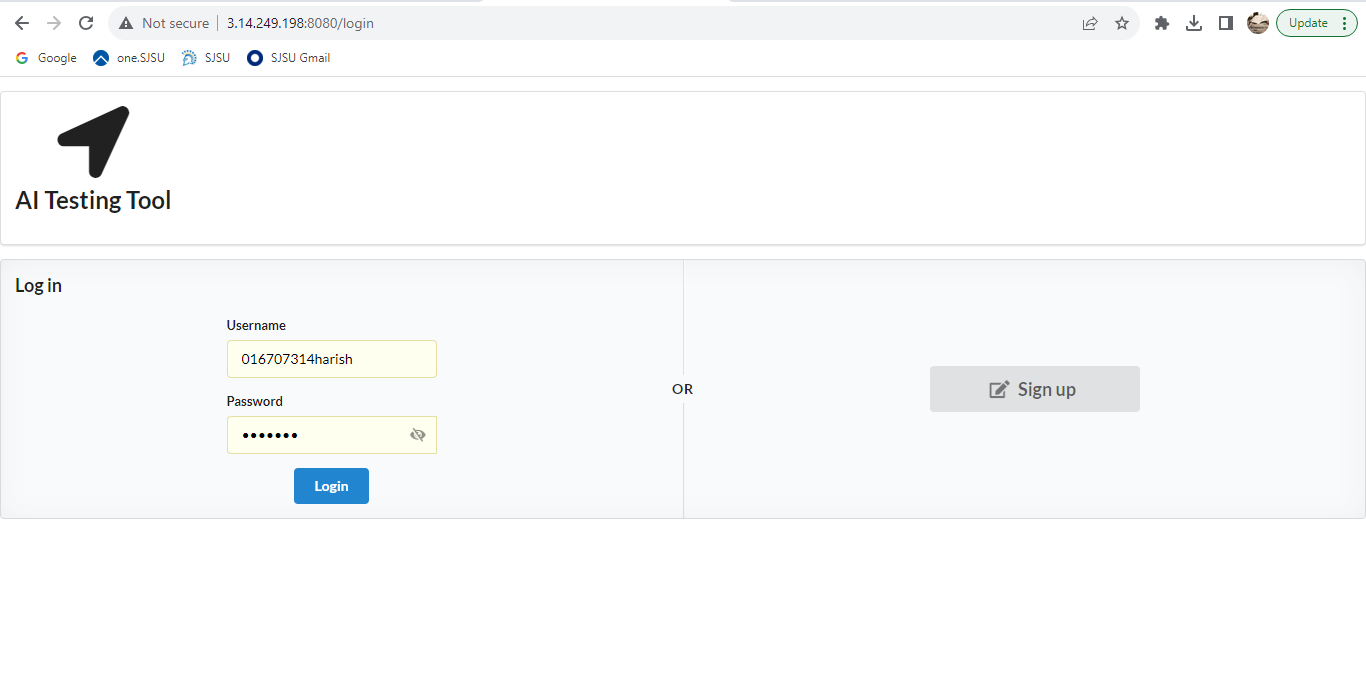 Not secure 3.14.249.198:8080/login Update
Google one.SJSU SJSU SJSU Gmail
AI Testing Tool
Log in
Username
016707314harish
Password
Login
OR
Sign up